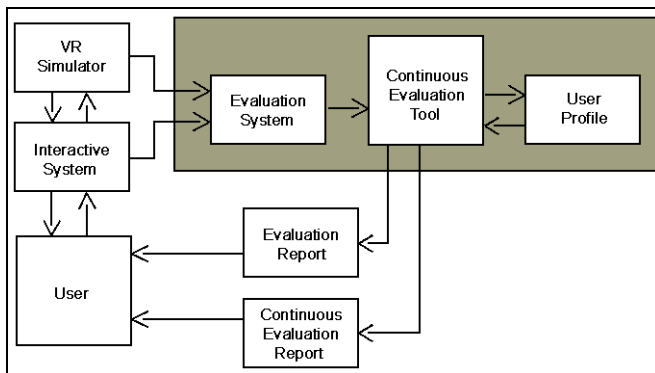 VR
Simulator
Interactive
System
User
Evaluation
System
Continuous
Evaluation
Tool
User
Profile
Evaluation
Report
Continuous
Evaluation
Report